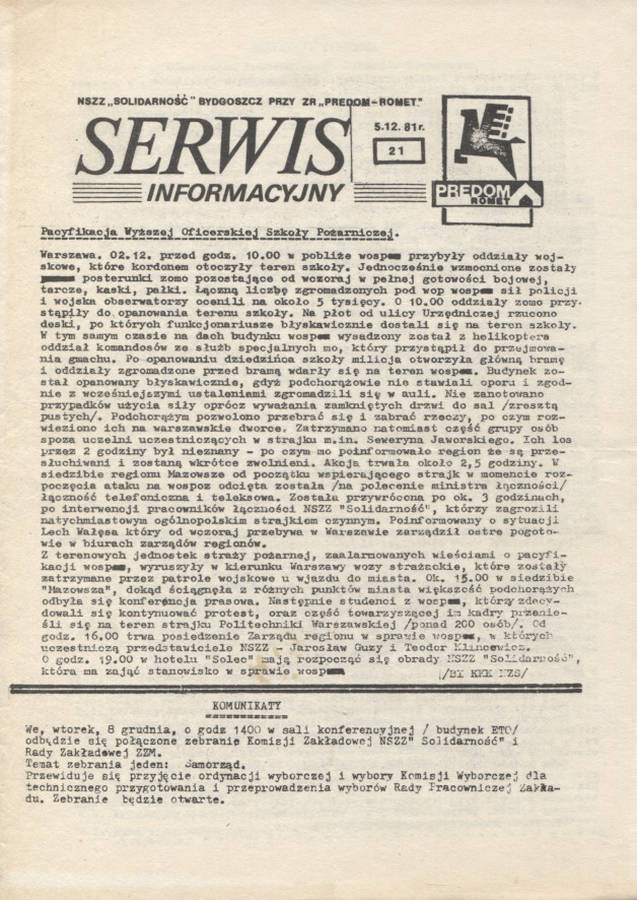 NSZZ „SOLIDARNOŚĆ” BYDGOSZCZ PRZY ZR „PREDOM-ROMET.”
SERWIS
INFORMACYJNY
5.12.81r.
21
PREDOM
ROMET
Pacyfikacja Wyższej Oficerskiej Szkoły Pożarniczej.
Warszawa. 02.12. przed godz. 10.00 w pobliże wosp przybyły oddziały woj-
skowe, które kordonem otoczyły teren szkoły. Jednocześnie wzmocnione zostały
posterunki zomo pozostające od wczoraj w pełnej gotowości bojowej,
tarcze, kaski, pałki. Łączną liczbę zgromadzonych pod wop wosp sił policji
i wojska obserwatorzy ocenili na około 5 tysięcy. O 10.00 oddziały zomo przy-
stąpiły do opanowania terenu szkoły. Na płot od ulicy Urzędniczej rzucono
deski, po których funkcjonariusze błyskawicznie dostali się na teren szkoły.
W tym samym czasie na dach budynku wosp wysadzony został z helikoptera
oddział komandosów ze służb specjalnych mo, który przystąpił do przejmowa-
nia gmachu. Po opanowaniu dziedzińca szkoły milicja otworzyła główną bramę
i oddziały zgromadzone przed bramą wdarły się na teren wosp. Budynek zo-
stał opanowany błyskawicznie, gdyż podchorążowie nie stawiali oporu i zgod-
nie z wcześniejszymi ustaleniami zgromadzili się w auli. Nie zanotowano
przypadków użycia siły oprócz wyważania zamkniętych drzwi do sal /zresztą
pustych/. Podchorążym pozwolono przebrać się i zabrać rzeczy, po czym roz-
wieziono ich na warszawskie dworce. Zatrzymano natomiast część grupy osób
spoza uczelni uczestniczących w strajku m.in. Seweryna Jaworskiego. Ich los
przez 2 godziny był nieznany - po czym mo poinformowało region że są prze-
słuchiwani i zostaną wkrótce zwolnieni. Akcja trwała około 2,5 godziny. W
siedzibie regionu Mazowsze od początku wspierającego strajk w momencie roz-
poczęcia ataku na wospoz odcięta została /na polecenie ministra łączności/
łączność telefoniczna i teleksowa. Została przywrócona po ok. 3 godzinach,
po interwencji pracowników łączności NSZZ "Solidarność", którzy zagrozili
natychmiastowym ogólnopolskim strajkiem czynnym. Poinformowany o sytuacji
Lech Wałęsa który od wczoraj przebywa w Warszawie zarządził ostre pogoto-
wie w biurach zarządów regionów.
Z terenowych jednostek straży pożarnej, zaalarmowanych wieściami o pacyfi-
kacji wosp, wyruszyły w kierunku Warszawy wozy strażackie, które zostały
zatrzymane przez patrole wojskowe u wjazdu do miasta. Ok. 15.00 w siedzibie
"Mazowsza", dokąd ściągnęła z różnych punktów miasta większość podchorążych
odbyła się konferencja prasowa. Następnie studenci z wosp, którzy zdecy-
dowali się kontynuować protest, oraz część towarzyszącej im kadry przenie-
śli się na teren strajku Politechniki Warszawskiej /ponad 200 osób/. Od
godz. 16.00 trwa posiedzenie Zarządu regionu w sprawie wosp, w których
uczestniczą przedstawiciele NSZZ - Jarosław Guzy i Teodor Klincewicz.
O godz. 19.00 w hotelu "Solec" mają rozpocząć się obrady NSZZ "Solidarność",
która ma zająć stanowisko w sprawie wosp /BI KKK NZS/
KOMUNIKATY
We, wtorek, 8 grudnia, o godz 1400 w sali konferencyjnej / budynek ETO/
odbędzie się połączone zebranie Komisji Zakładowej NSZZ" Solidarność" i
Rady Zakładowej ZZM.
Temat zebrania jeden: Samorząd.
Przewiduje się przyjęcie ordynacji wyborczej i wybory Komisji Wyborczej dla
technicznego przygotowania i przeprowadzenia wyborów Rady Pracowniczej Zakła-
du. Zebranie będzie otwarte.